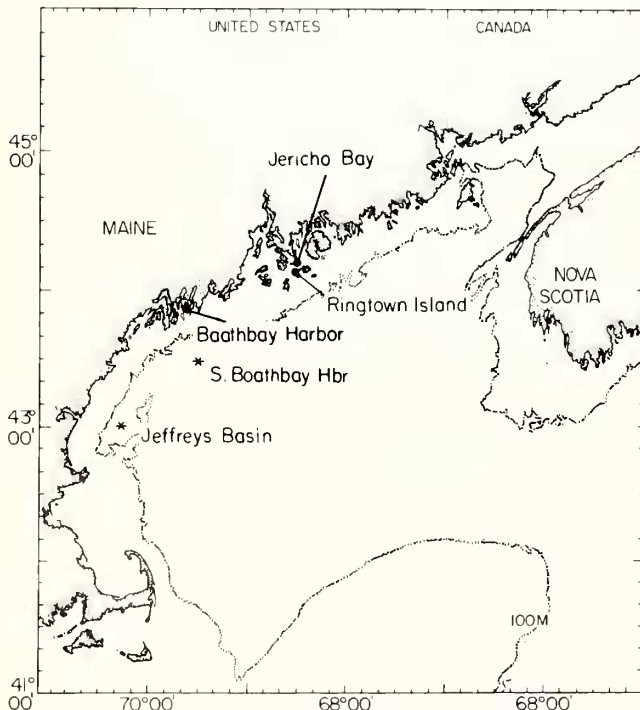 UNITED STATES CANADA
45°
00'
Jericho Bay
MAINE
NOVA
SCOTIA
Ringtown Island
Baathbay Harbor
S. Boathbay Hbr
43°
00'
Jeffreys Basin
100M
41°
00'
70°00' 68°00' 68°00'